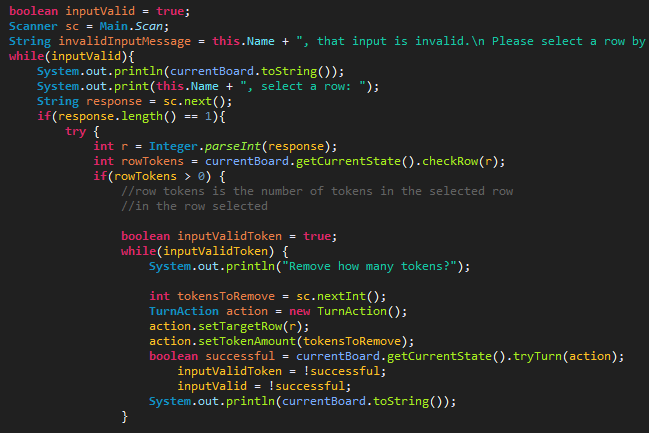 boolean inputValid = true;
Scanner sc = Main.Scan;
String invalidInputMessage = this.Name + ", that input is invalid.\n Please select a row by
while(inputValid){
    System.out.println(currentBoard.toString());
    System.out.print(this.Name + ", select a row: ");
    String response = sc.next();
    if(response.length() == 1){
        try {
            int r = Integer.parseInt(response);
            int rowTokens = currentBoard.getCurrentState().checkRow(r);
            if(rowTokens > 0) {
                //row tokens is the number of tokens in the selected row
                //in the row selected
                boolean inputValidToken = true;
                while(inputValidToken) {
                    System.out.println("Remove how many tokens?");
                    int tokensToRemove = sc.nextInt();
                    TurnAction action = new TurnAction();
                    action.setTargetRow(r);
                    action.setTokenAmount(tokensToRemove);
                    boolean successful = currentBoard.getCurrentState().tryTurn(action);
                        inputValidToken = !successful;
                        inputValid = !successful;
                    System.out.println(currentBoard.toString());
                }